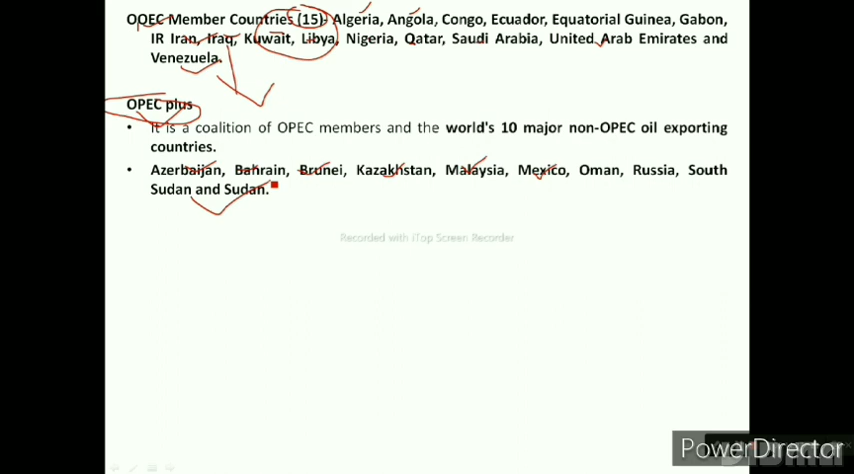 OOEC Member Countries (15)- Algeria, Angola, Congo, Ecuador, Equatorial Guinea, Gabon,
IR Iran, Iraq, Kuwait, Libya, Nigeria, Qatar, Saudi Arabia, United Arab Emirates and
Venezuela.
OPEC plus
• It is a coalition of OPEC members and the world's 10 major non-OPEC oil exporting
countries.
• Azerbaijan, Bahrain, Brunei, Kazakhstan, Malaysia, Mexico, Oman, Russia, South
Sudan and Sudan.
Recorded with iTop Screen Recorder
PowerDirector